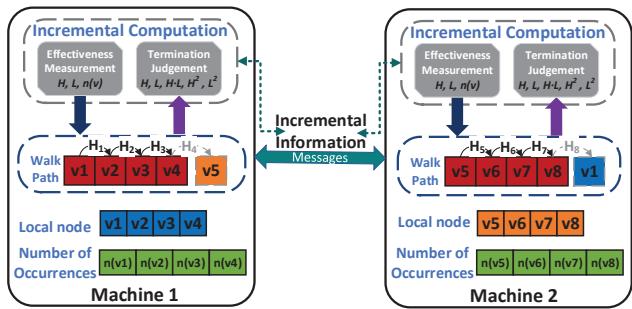 Incremental Computation
Effectiveness
Measurement
H, L, n(v)
Termination
Judgement
H, L, H·L, H², L²
H₁ H₂ H₃ H₄
Walk
Path
v1 v2 v3 v4 v5
Local node
v1 v2 v3 v4
Number of
Occurrences
n(v1) n(v2) n(v3) n(v4)
Machine 1
Incremental
Information
Messages
Incremental Computation
Effectiveness
Measurement
H, L, n(v)
Termination
Judgement
H, L, H·L, H², L²
H₅ H₆ H₇ H₈
Walk
Path
v5 v6 v7 v8 v1
Local node
v5 v6 v7 v8
Number of
Occurrences
n(v5) n(v6) n(v7) n(v8)
Machine 2